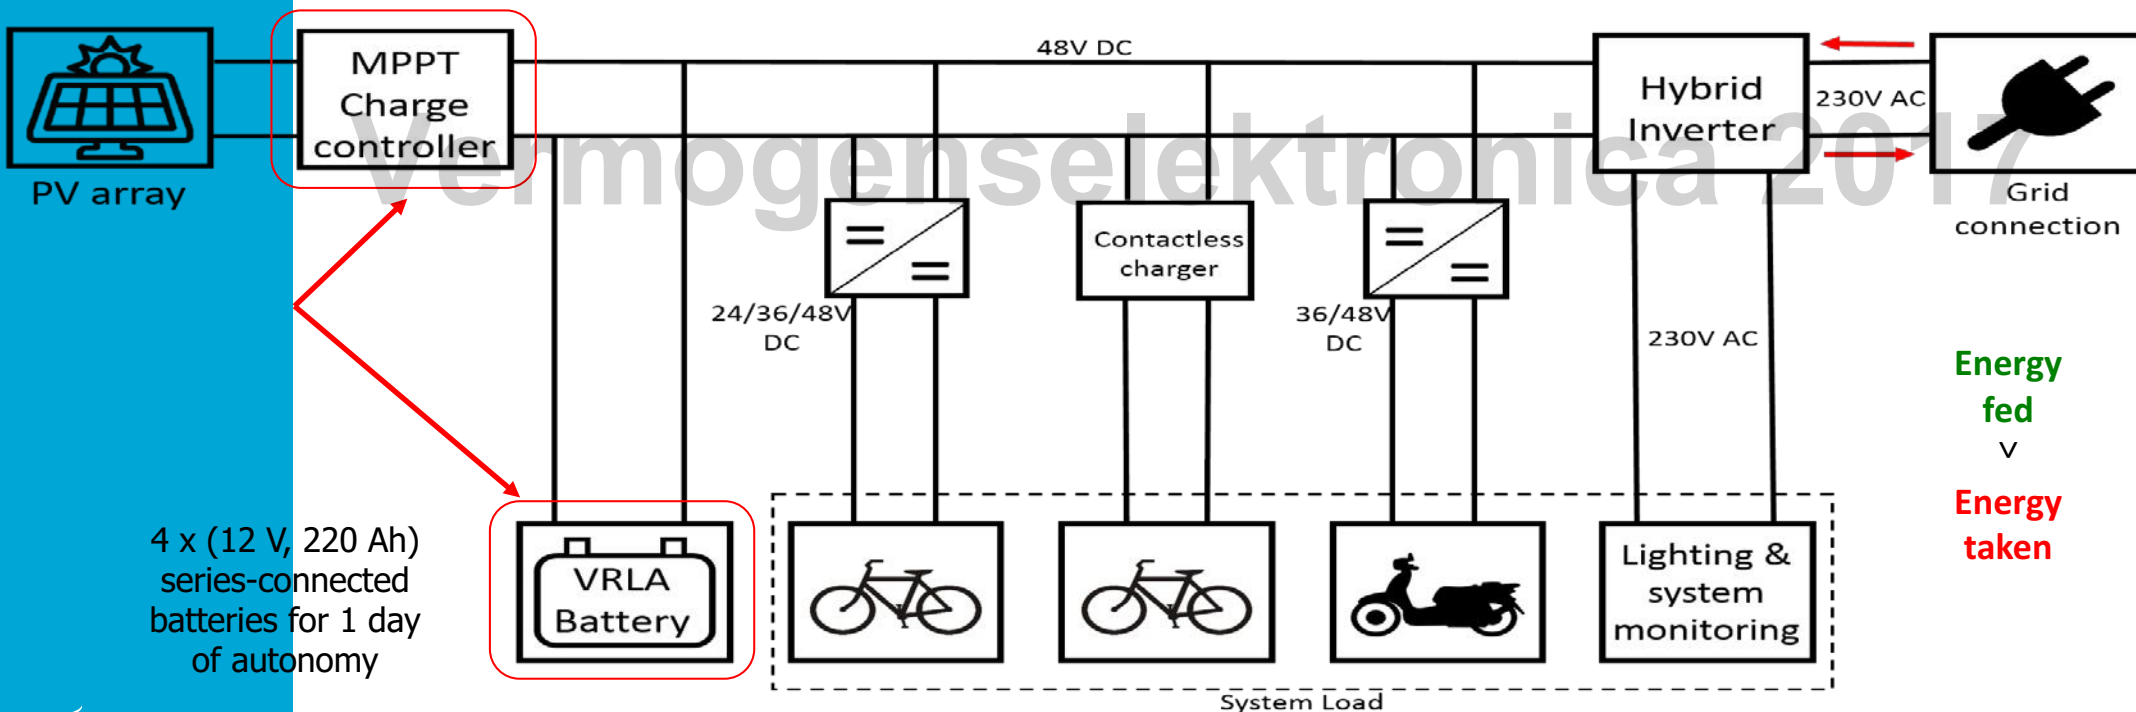 48V DC
MPPT
Charge
controller
PV array
Hybrid
Inverter
230V AC
Grid
connection
Vermogenselektronica 2017
Contactless
charger
24/36/48V
DC
36/48V
DC
230V AC
Energy
fed
v
Energy
taken
4 x (12 V, 220 Ah)
series-connected
batteries for 1 day
of autonomy
VRLA
Battery
Lighting &
system
monitoring
System Load